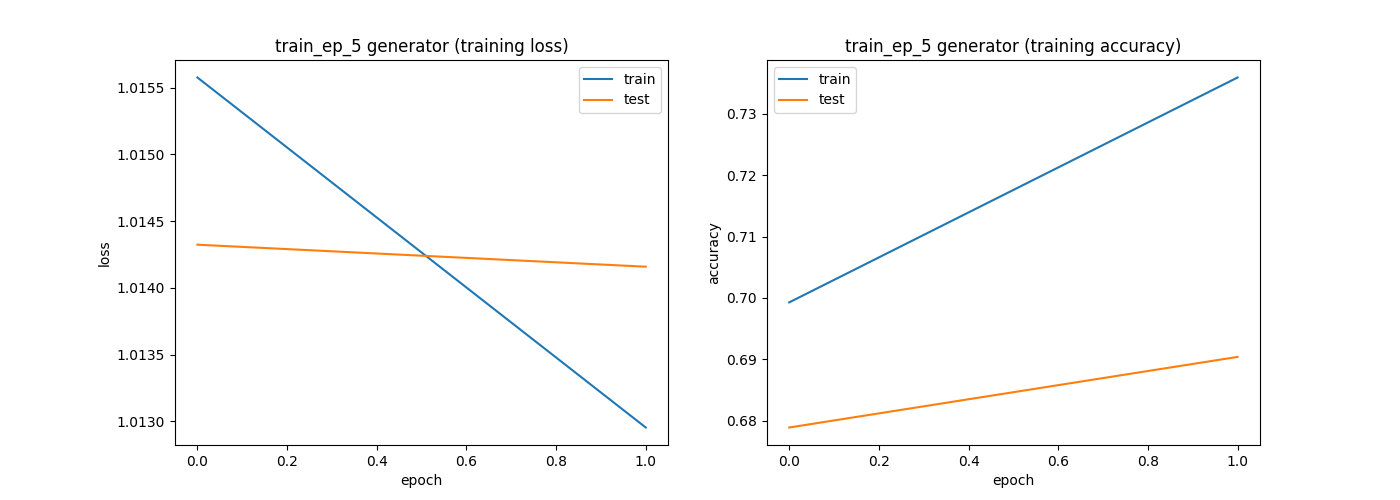 train_ep_5 generator (training loss)
train
test
1.0155
1.0150
1.0145
1.0140
1.0135
1.0130
loss
0.0 0.2 0.4 0.6 0.8 1.0
epoch
train_ep_5 generator (training accuracy)
train
test
0.73
0.72
0.71
0.70
0.69
0.68
accuracy
0.0 0.2 0.4 0.6 0.8 1.0
epoch